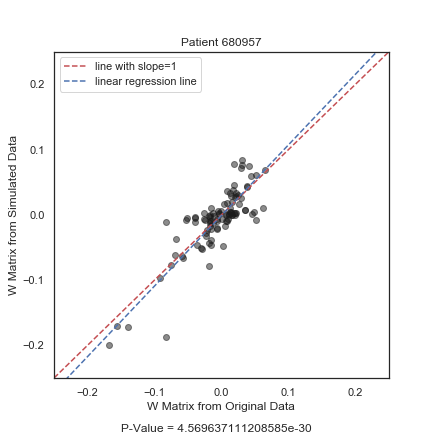 Patient 680957
line with slope=1
linear regression line
W Matrix from Simulated Data
0.2
0.1
0.0
−0.1
−0.2
−0.2 −0.1 0.0 0.1 0.2
W Matrix from Original Data
P-Value = 4.569637111208585e-30